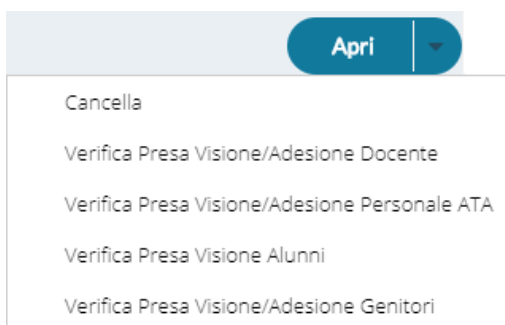 Apri
Cancella
Verifica Presa Visione/Adesione Docente
Verifica Presa Visione/Adesione Personale ATA
Verifica Presa Visione Alunni
Verifica Presa Visione/Adesione Genitori